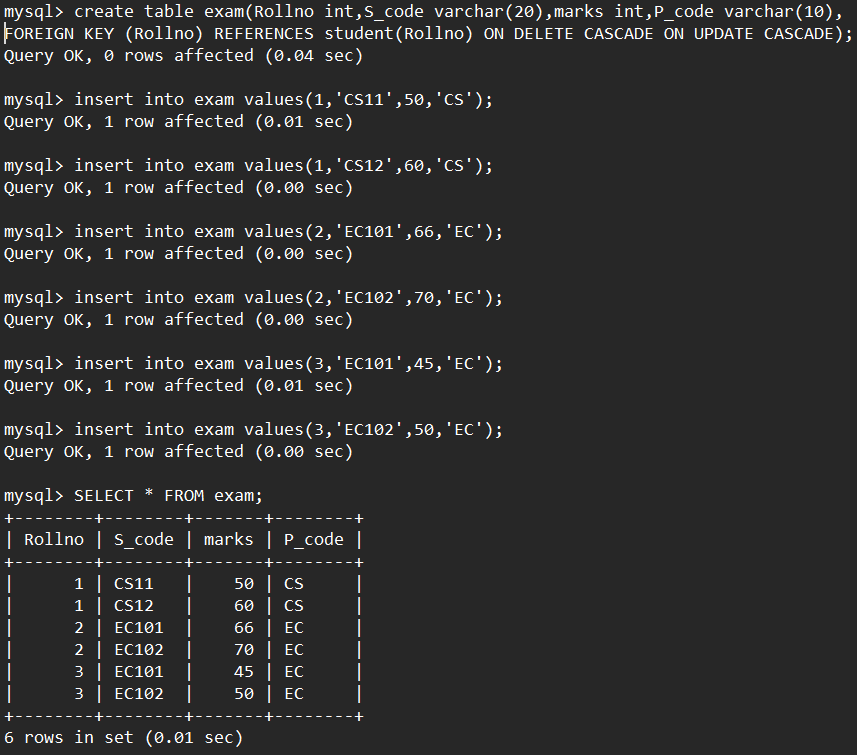 mysql> create table exam(Rollno int,S_code varchar(20),marks int,P_code varchar(10),
FOREIGN KEY (Rollno) REFERENCES student(Rollno) ON DELETE CASCADE ON UPDATE CASCADE);
Query OK, 0 rows affected (0.04 sec)

mysql> insert into exam values(1,'CS11',50,'CS');
Query OK, 1 row affected (0.01 sec)

mysql> insert into exam values(1,'CS12',60,'CS');
Query OK, 1 row affected (0.00 sec)

mysql> insert into exam values(2,'EC101',66,'EC');
Query OK, 1 row affected (0.00 sec)

mysql> insert into exam values(2,'EC102',70,'EC');
Query OK, 1 row affected (0.00 sec)

mysql> insert into exam values(3,'EC101',45,'EC');
Query OK, 1 row affected (0.01 sec)

mysql> insert into exam values(3,'EC102',50,'EC');
Query OK, 1 row affected (0.00 sec)

mysql> SELECT * FROM exam;
+--------+--------+-------+--------+
| Rollno | S_code | marks | P_code |
+--------+--------+-------+--------+
|      1 | CS11   |    50 | CS     |
|      1 | CS12   |    60 | CS     |
|      2 | EC101  |    66 | EC     |
|      2 | EC102  |    70 | EC     |
|      3 | EC101  |    45 | EC     |
|      3 | EC102  |    50 | EC     |
+--------+--------+-------+--------+
6 rows in set (0.01 sec)